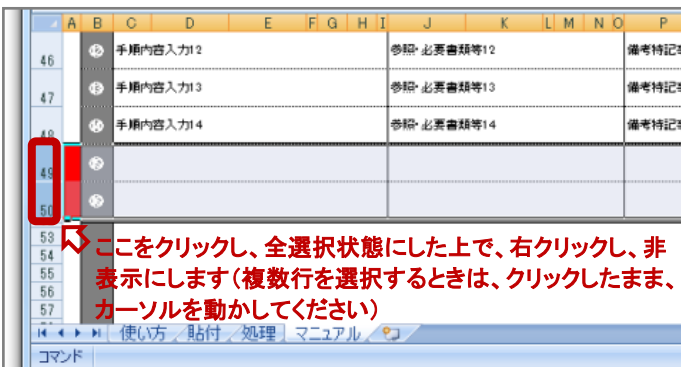 A B C D E F G H I J K L M N O P
46 ⑫ 手順内容入力12 参照・必要書類等12 備考特記事
47 ⑬ 手順内容入力13 参照・必要書類等13 備考特記事
48 ⑭ 手順内容入力14 参照・必要書類等14 備考特記事
49
50
53
54
55
56
57
ここをクリックし、全選択状態にした上で、右クリックし、非
表示にします（複数行を選択するときは、クリックしたまま、
カーソルを動かしてください）
使い方 貼付 処理 マニュアル
コマンド